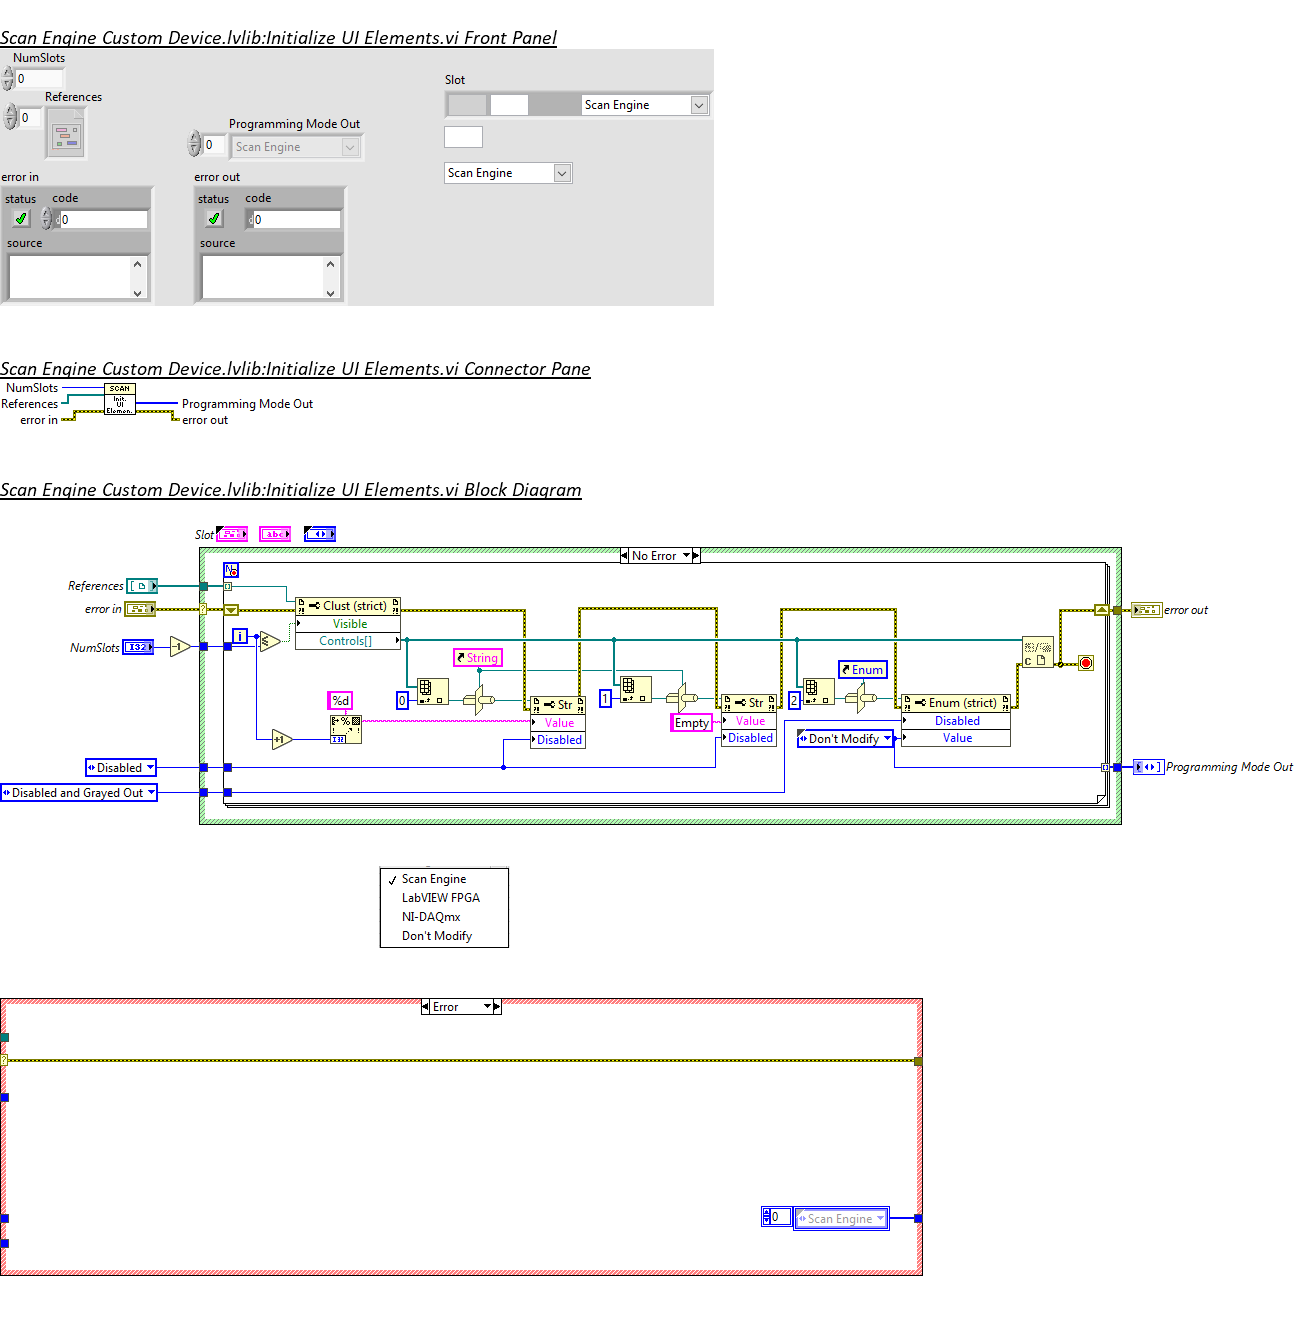 Scan Engine Custom Device.lvlib:Initialize UI Elements.vi Front Panel
NumSlots
0
References
0
Programming Mode Out
0
Scan Engine
Slot
Scan Engine
Scan Engine
error in
status code
d 0
source
error out
status code
d 0
source
Scan Engine Custom Device.lvlib:Initialize UI Elements.vi Connector Pane
NumSlots
References
error in
SCAN
Init.
UI
Elemen.
Programming Mode Out
error out
Scan Engine Custom Device.lvlib:Initialize UI Elements.vi Block Diagram
Slot
abc
No Error
N
References
error in
NumSlots
I32
-1
i
Clust (strict)
Visible
Controls[]
String
%d
0
Str
Value
Disabled
+1
I32
1
Empty
Str
Value
Disabled
2
Enum
Don't Modify
Enum (strict)
Disabled
Value
C
error out
Disabled
Disabled and Grayed Out
Programming Mode Out
Scan Engine
LabVIEW FPGA
NI-DAQmx
Don't Modify
Error
?
0
Scan Engine